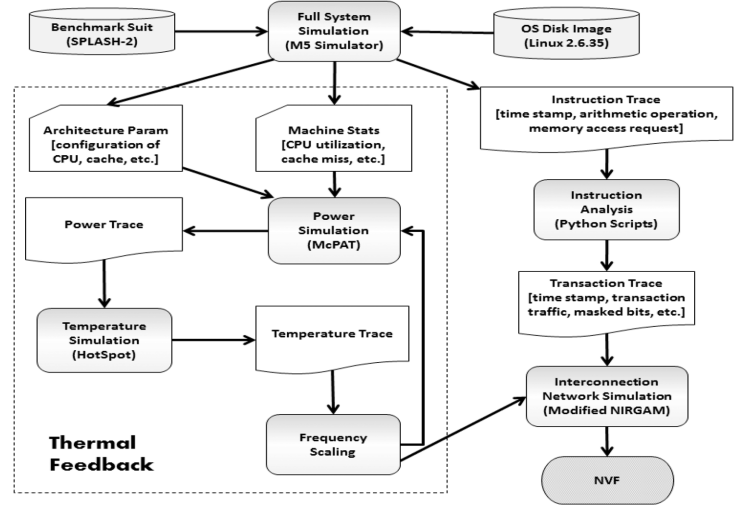 Benchmark Suit
(SPLASH-2)
Full System
Simulation
(M5 Simulator)
OS Disk Image
(Linux 2.6.35)
Architecture Param
[configuration of
CPU, cache, etc.]
Machine Stats
[CPU utilization,
cache miss, etc.]
Instruction Trace
[time stamp, arithmetic operation,
memory access request]
Power Trace
Power
Simulation
(McPAT)
Instruction
Analysis
(Python Scripts)
Temperature
Simulation
(HotSpot)
Temperature Trace
Transaction Trace
[time stamp, transaction
traffic, masked bits, etc.]
Thermal
Feedback
Frequency
Scaling
Interconnection
Network Simulation
(Modified NIRGAM)
NVF